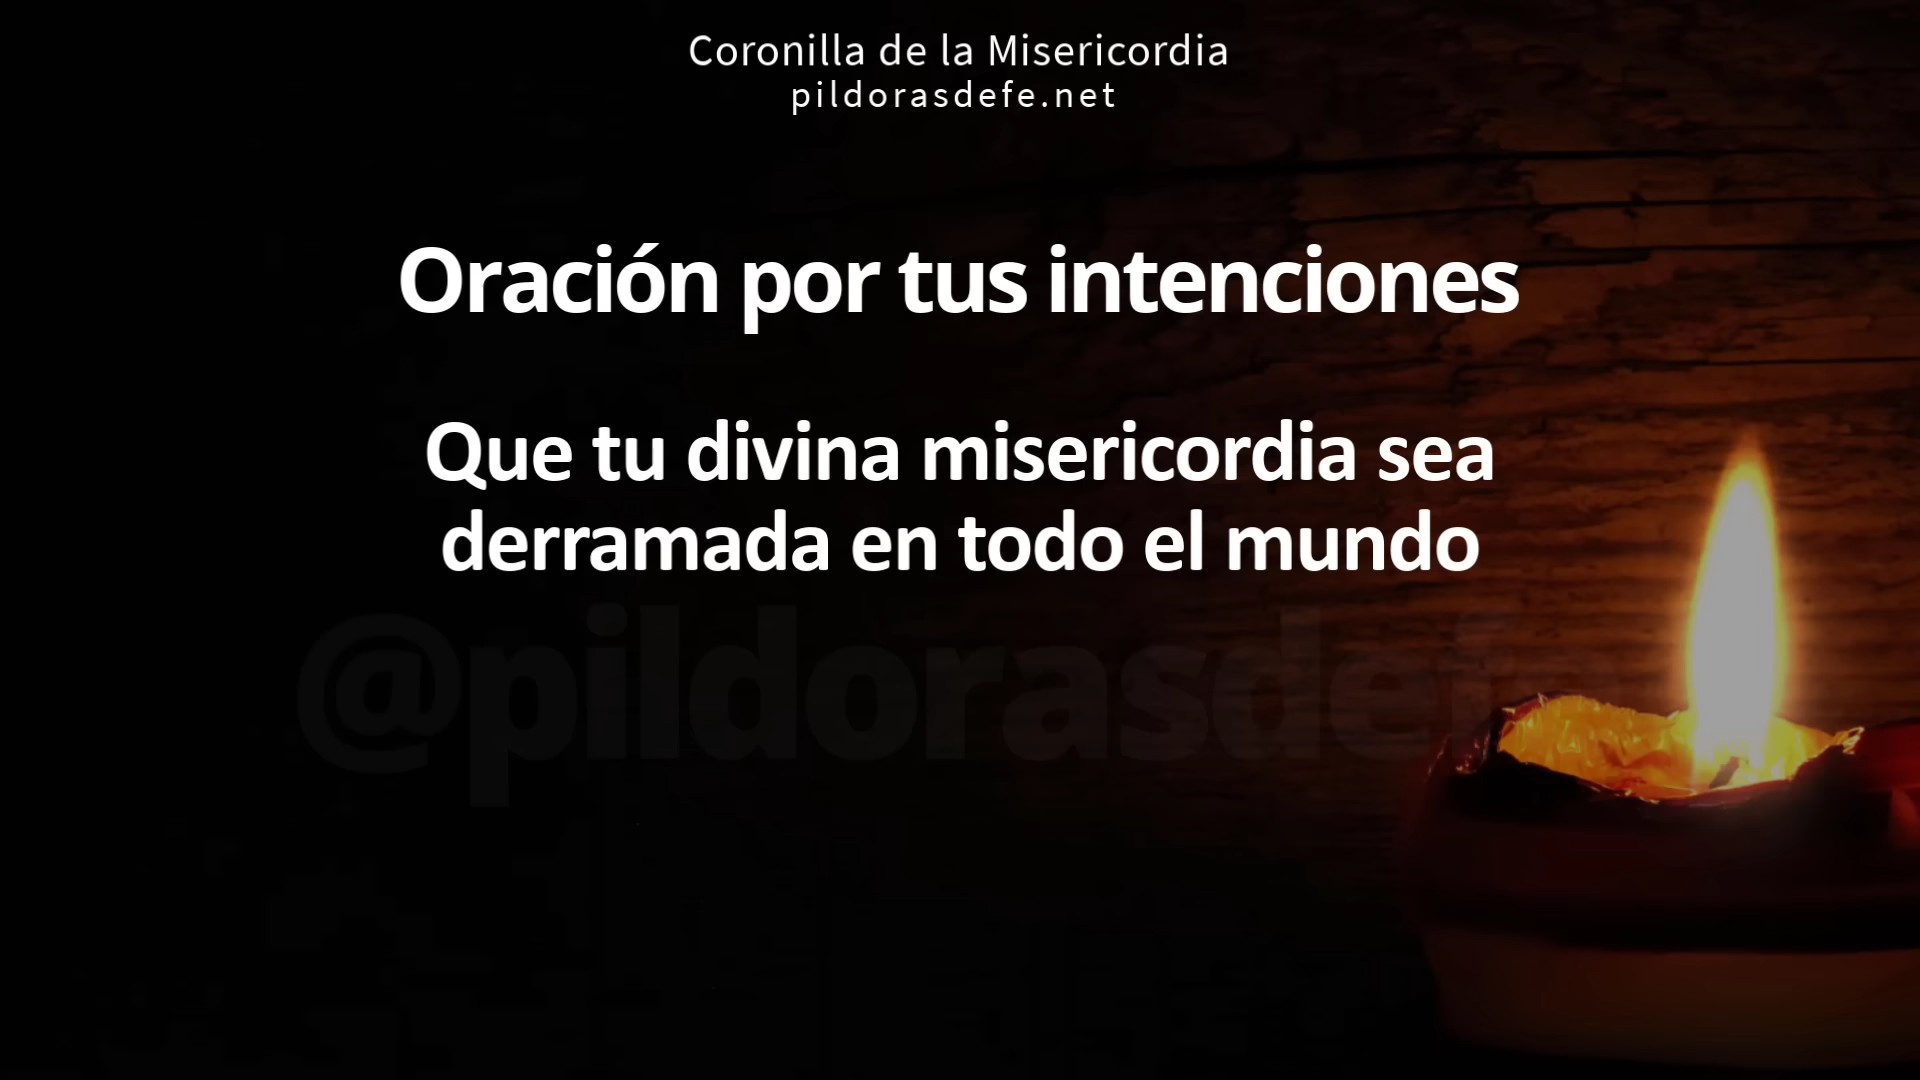 Coronilla de la Misericordia
pildorasdefe.net
Oración por tus intenciones
Que tu divina misericordia sea
derramada en todo el mundo
@pildorasdefe